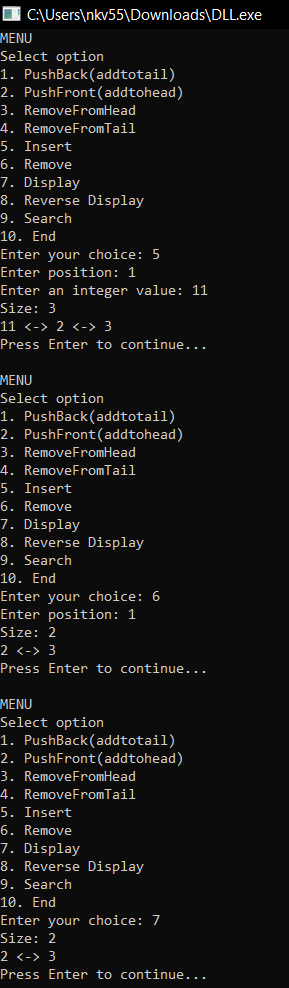 C:\Users\nkv55\Downloads\DLL.exe
MENU
Select option
1. PushBack(addtotail)
2. PushFront(addtohead)
3. RemoveFromHead
4. RemoveFromTail
5. Insert
6. Remove
7. Display
8. Reverse Display
9. Search
10. End
Enter your choice: 5
Enter position: 1
Enter an integer value: 11
Size: 3
11 <-> 2 <-> 3
Press Enter to continue...
MENU
Select option
1. PushBack(addtotail)
2. PushFront(addtohead)
3. RemoveFromHead
4. RemoveFromTail
5. Insert
6. Remove
7. Display
8. Reverse Display
9. Search
10. End
Enter your choice: 6
Enter position: 1
Size: 2
2 <-> 3
Press Enter to continue...
MENU
Select option
1. PushBack(addtotail)
2. PushFront(addtohead)
3. RemoveFromHead
4. RemoveFromTail
5. Insert
6. Remove
7. Display
8. Reverse Display
9. Search
10. End
Enter your choice: 7
Size: 2
2 <-> 3
Press Enter to continue...